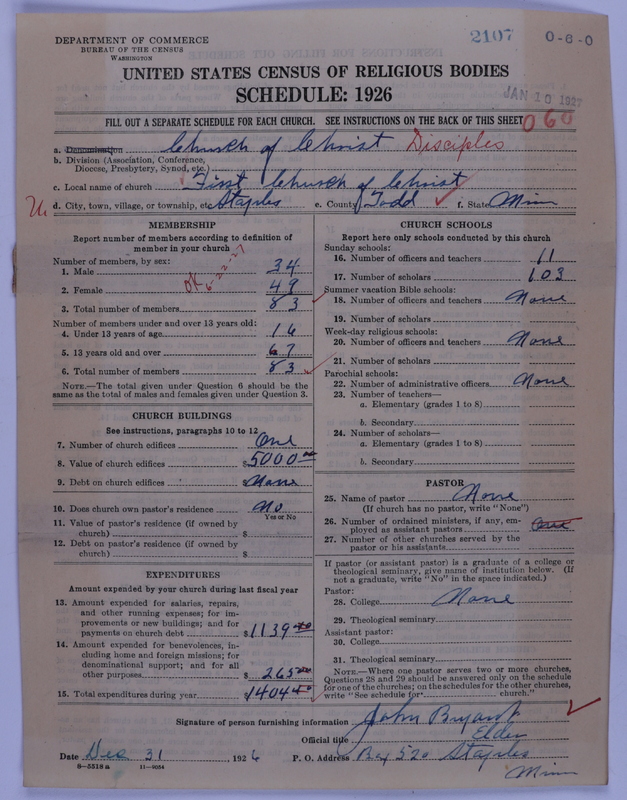 DEPARTMENT OF COMMERCE
BUREAU OF THE CENSUS
WASHINGTON
2107 0-6-0
UNITED STATES CENSUS OF RELIGIOUS BODIES
SCHEDULE: 1926
JAN 10 1927
FILL OUT A SEPARATE SCHEDULE FOR EACH CHURCH. SEE INSTRUCTIONS ON THE BACK OF THIS SHEET
060
a. Denomination Church of Christ Disciples
b. Division (Association, Conference, Diocese, Presbytery, Synod, etc.)
c. Local name of church First Church of Christ
d. City, town, village, or township, etc. Staples e. County Todd f. State Minn
MEMBERSHIP
Report number of members according to definition of member in your church
Number of members, by sex:
1. Male 34
2. Female 49
OK 6-22-27
3. Total number of members 83
Number of members under and over 13 years old:
4. Under 13 years of age 16
5. 13 years old and over 67
6. Total number of members 83
NOTE.—The total given under Question 6 should be the same as the total of males and females given under Question 3.
CHURCH BUILDINGS
See instructions, paragraphs 10 to 12
7. Number of church edifices One
8. Value of church edifices $5000 00
9. Debt on church edifices $None
10. Does church own pastor's residence No
Yes or No
11. Value of pastor's residence (if owned by church) $
12. Debt on pastor's residence (if owned by church) $
EXPENDITURES
Amount expended by your church during last fiscal year
13. Amount expended for salaries, repairs, and other running expenses; for improvements or new buildings; and for payments on church debt $1139 40
14. Amount expended for benevolences, including home and foreign missions; for denominational support; and for all other purposes $265 00
15. Total expenditures during year $1404 40
CHURCH SCHOOLS
Report here only schools conducted by this church
Sunday schools:
16. Number of officers and teachers 11
17. Number of scholars 103
Summer vacation Bible schools:
18. Number of officers and teachers None
19. Number of scholars
Week-day religious schools:
20. Number of officers and teachers None
21. Number of scholars
Parochial schools:
22. Number of administrative officers None
23. Number of teachers—
a. Elementary (grades 1 to 8)
b. Secondary
24. Number of scholars—
a. Elementary (grades 1 to 8)
b. Secondary
PASTOR
25. Name of pastor None
(If church has no pastor, write "None")
26. Number of ordained ministers, if any, employed as assistant pastors One
27. Number of other churches served by the pastor or his assistants
If pastor (or assistant pastor) is a graduate of a college or theological seminary, give name of institution below. (If not a graduate, write "No" in the space indicated.)
Pastor:
28. College None
29. Theological seminary
Assistant pastor:
30. College
31. Theological seminary
NOTE.—Where one pastor serves two or more churches, Questions 28 and 29 should be answered only on the schedule for one of the churches; on the schedules for the other churches, write "See schedule for church."
Signature of person furnishing information John Bryant
Official title Elder
Date Dec 31, 1926 P. O. Address Box 520 Staples
Minn
8—5518 a 11—9054